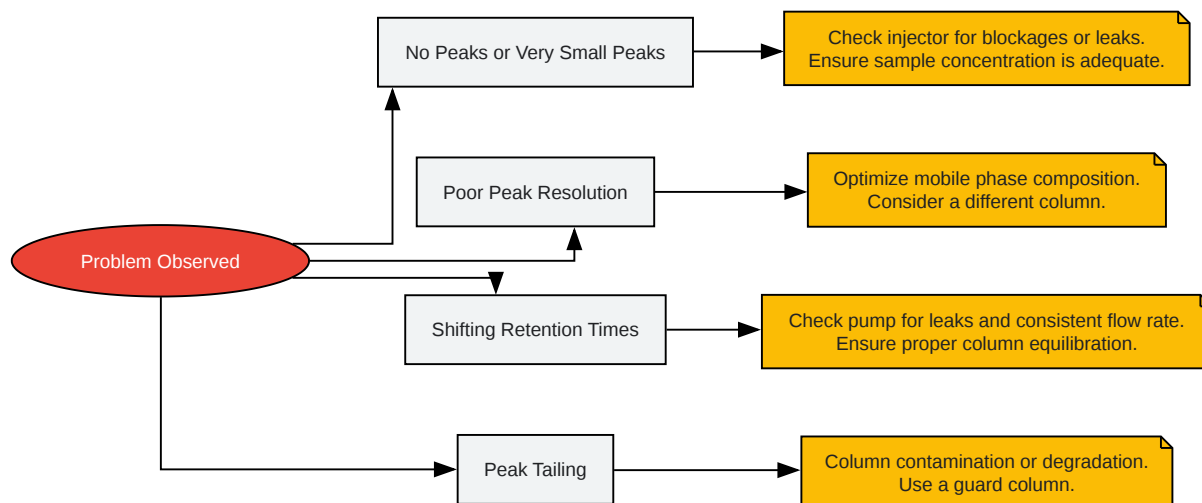 No Peaks or Very Small Peaks
Check injector for blockages or leaks.
Ensure sample concentration is adequate.
Poor Peak Resolution
Optimize mobile phase composition.
Consider a different column.
Problem Observed
Shifting Retention Times
Check pump for leaks and consistent flow rate.
Ensure proper column equilibration.
Peak Tailing
Column contamination or degradation.
Use a guard column.